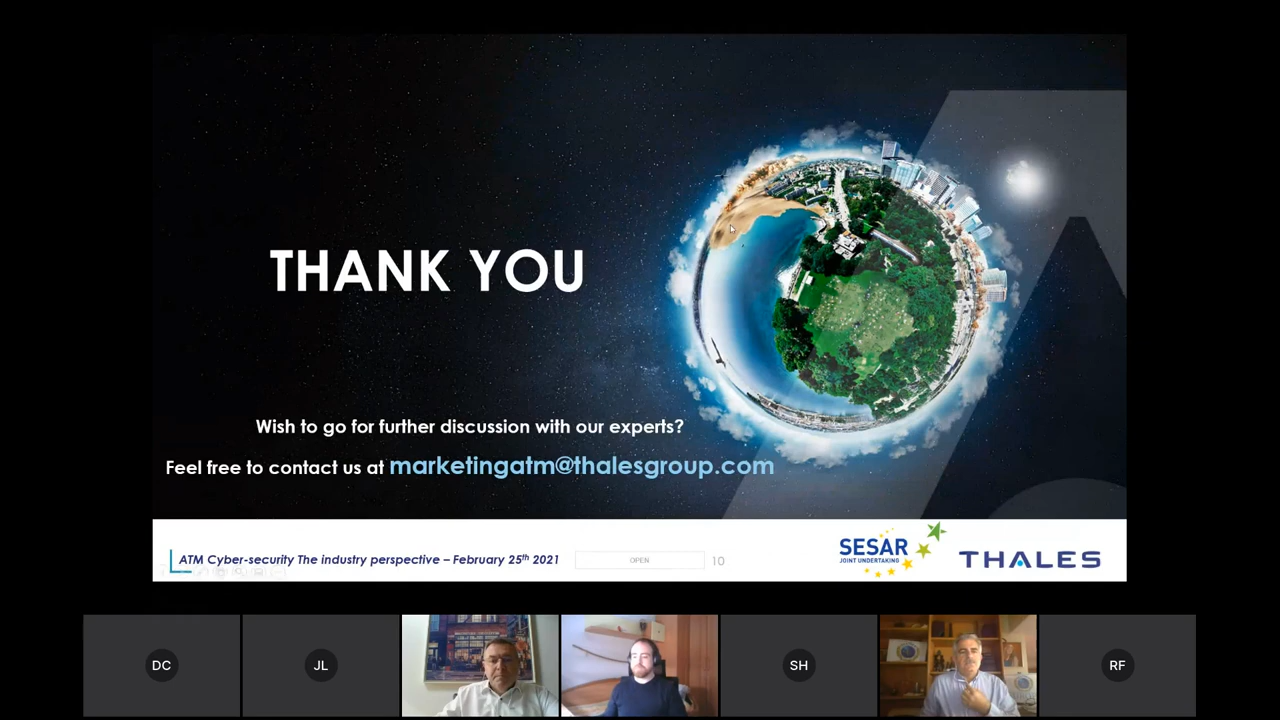 THANK YOU
Wish to go for further discussion with our experts?
Feel free to contact us at marketingatm@thalesgroup.com
ATM Cyber-security The industry perspective – February 25th 2021
OPEN
10
SESAR
JOINT UNDERTAKING
THALES
DC
JL
SH
RF